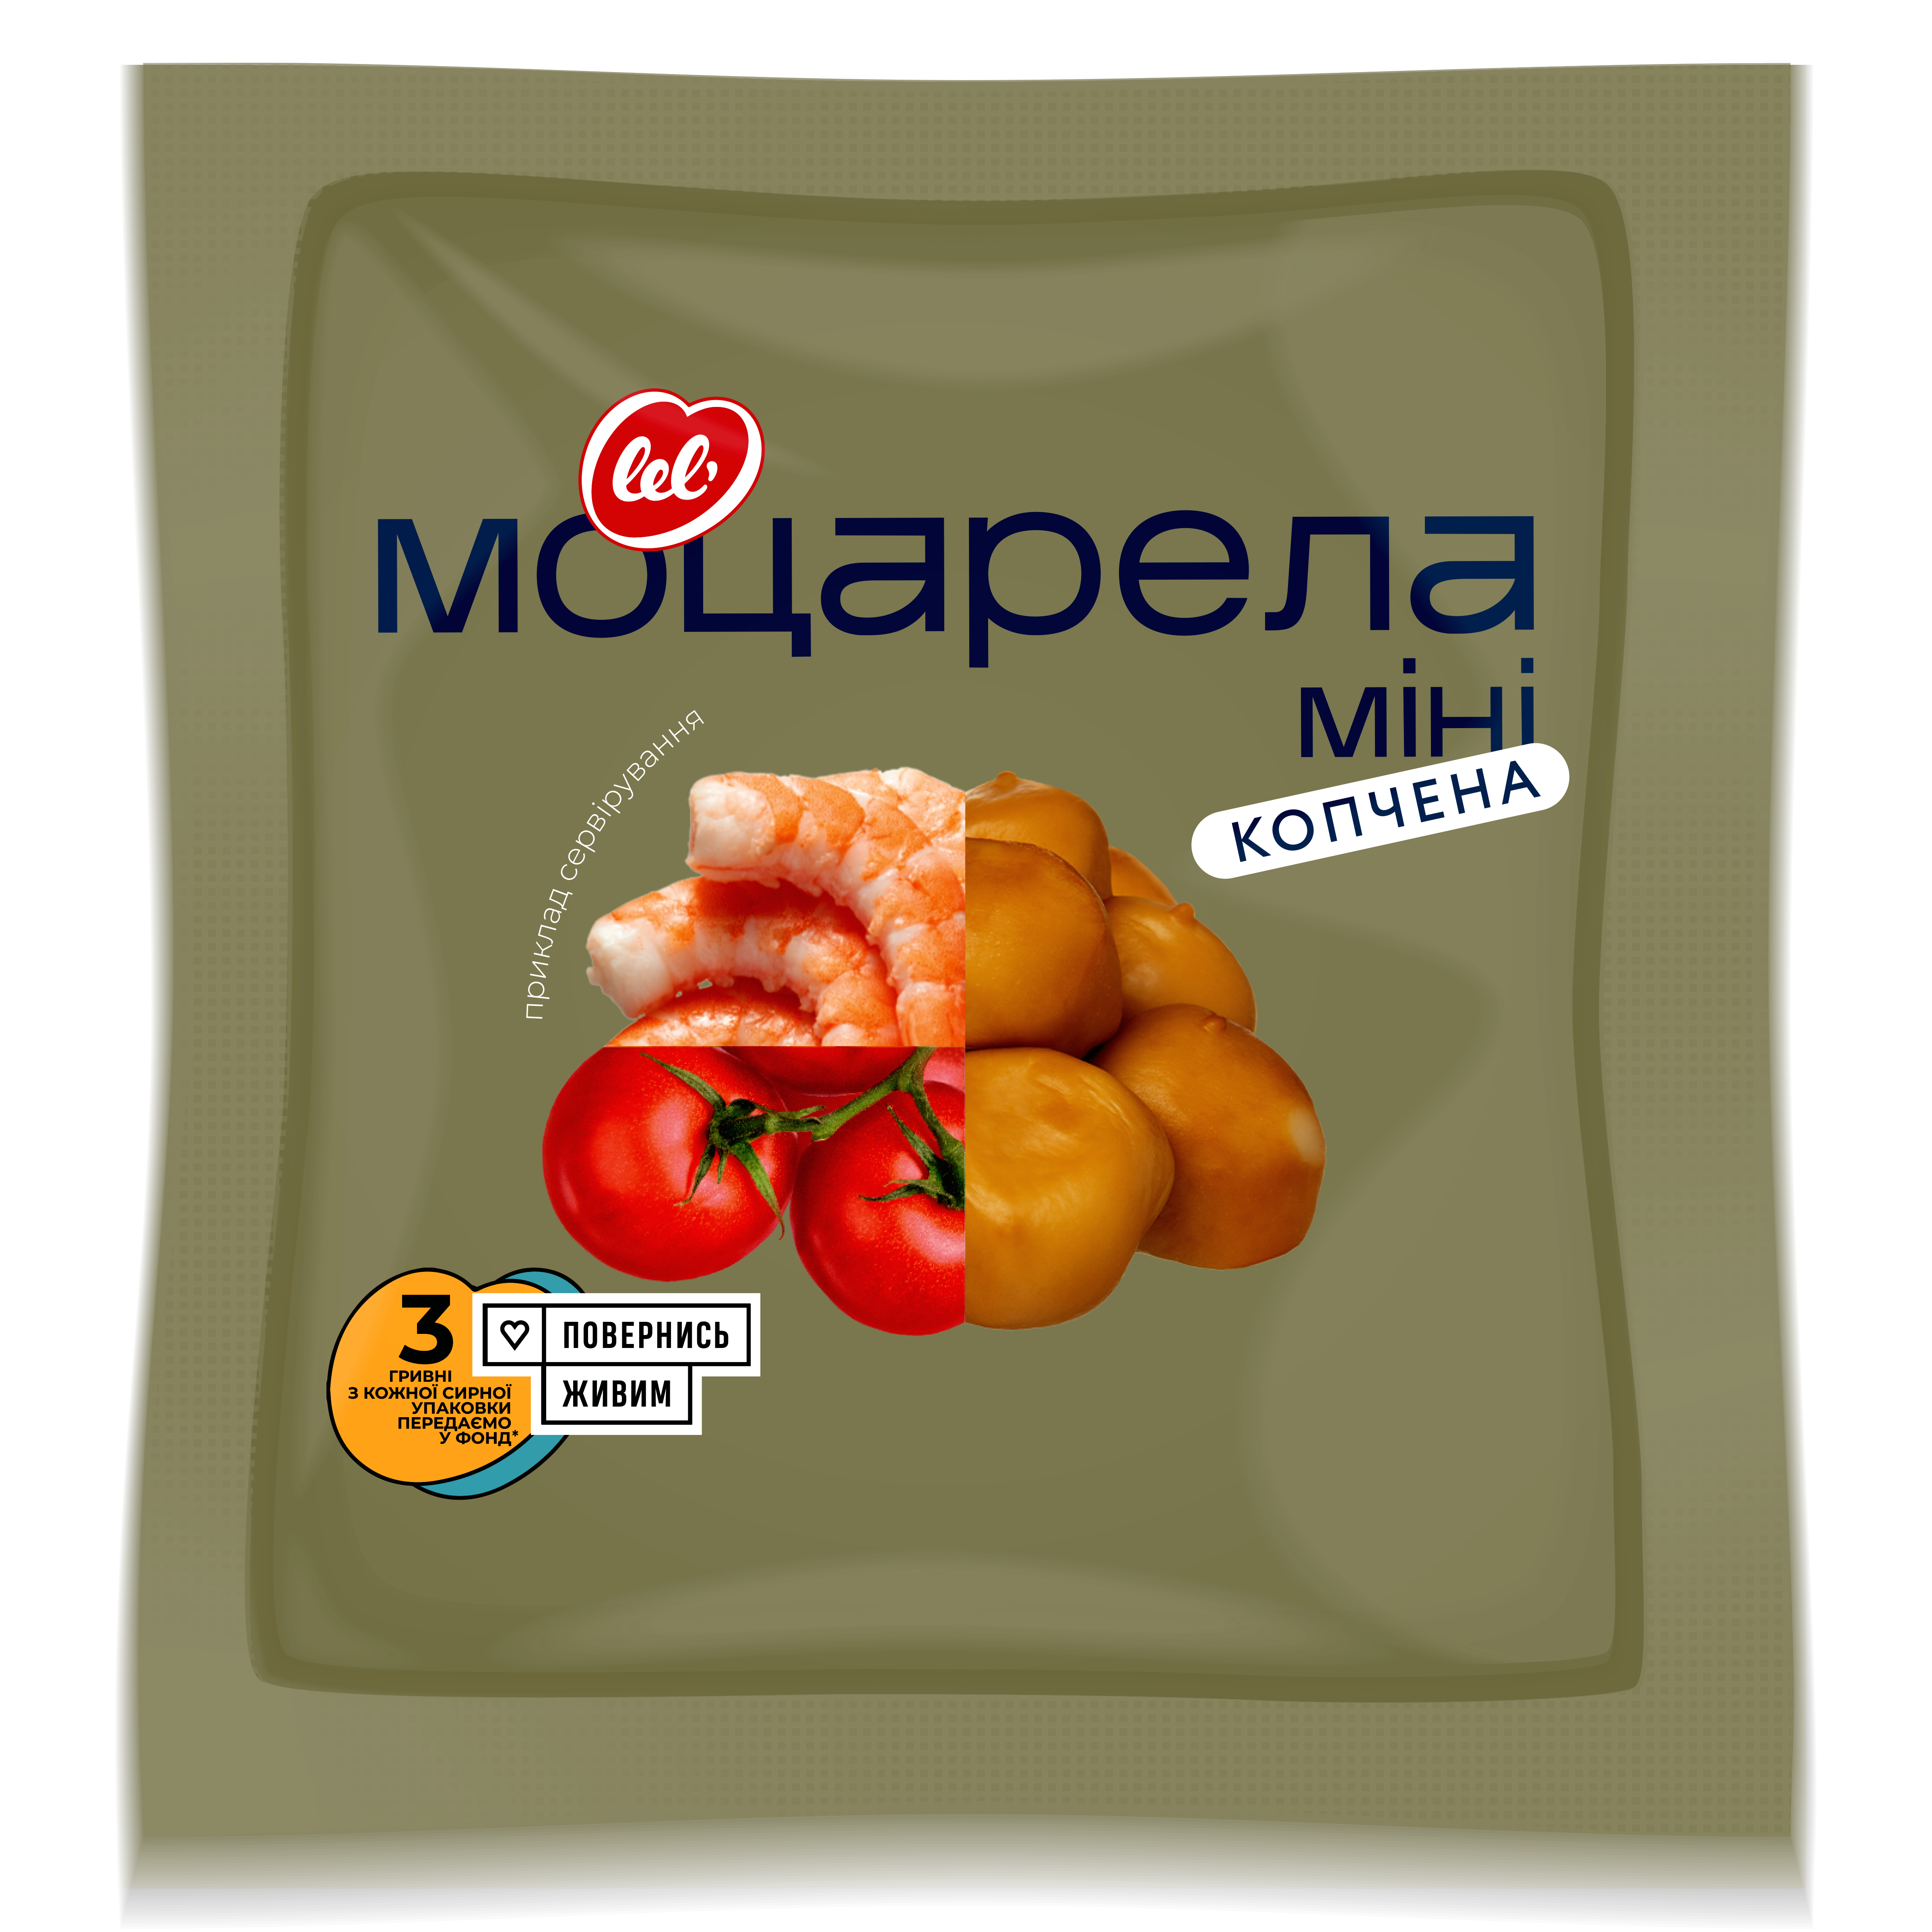 lel'
моцарела
міні
КОПЧЕНА
приклад сервірування
3
ГРИВНІ
З КОЖНОЇ СИРНОЇ
УПАКОВКИ
ПЕРЕДАЄМО
У ФОНД*
ПОВЕРНИСЬ
ЖИВИМ